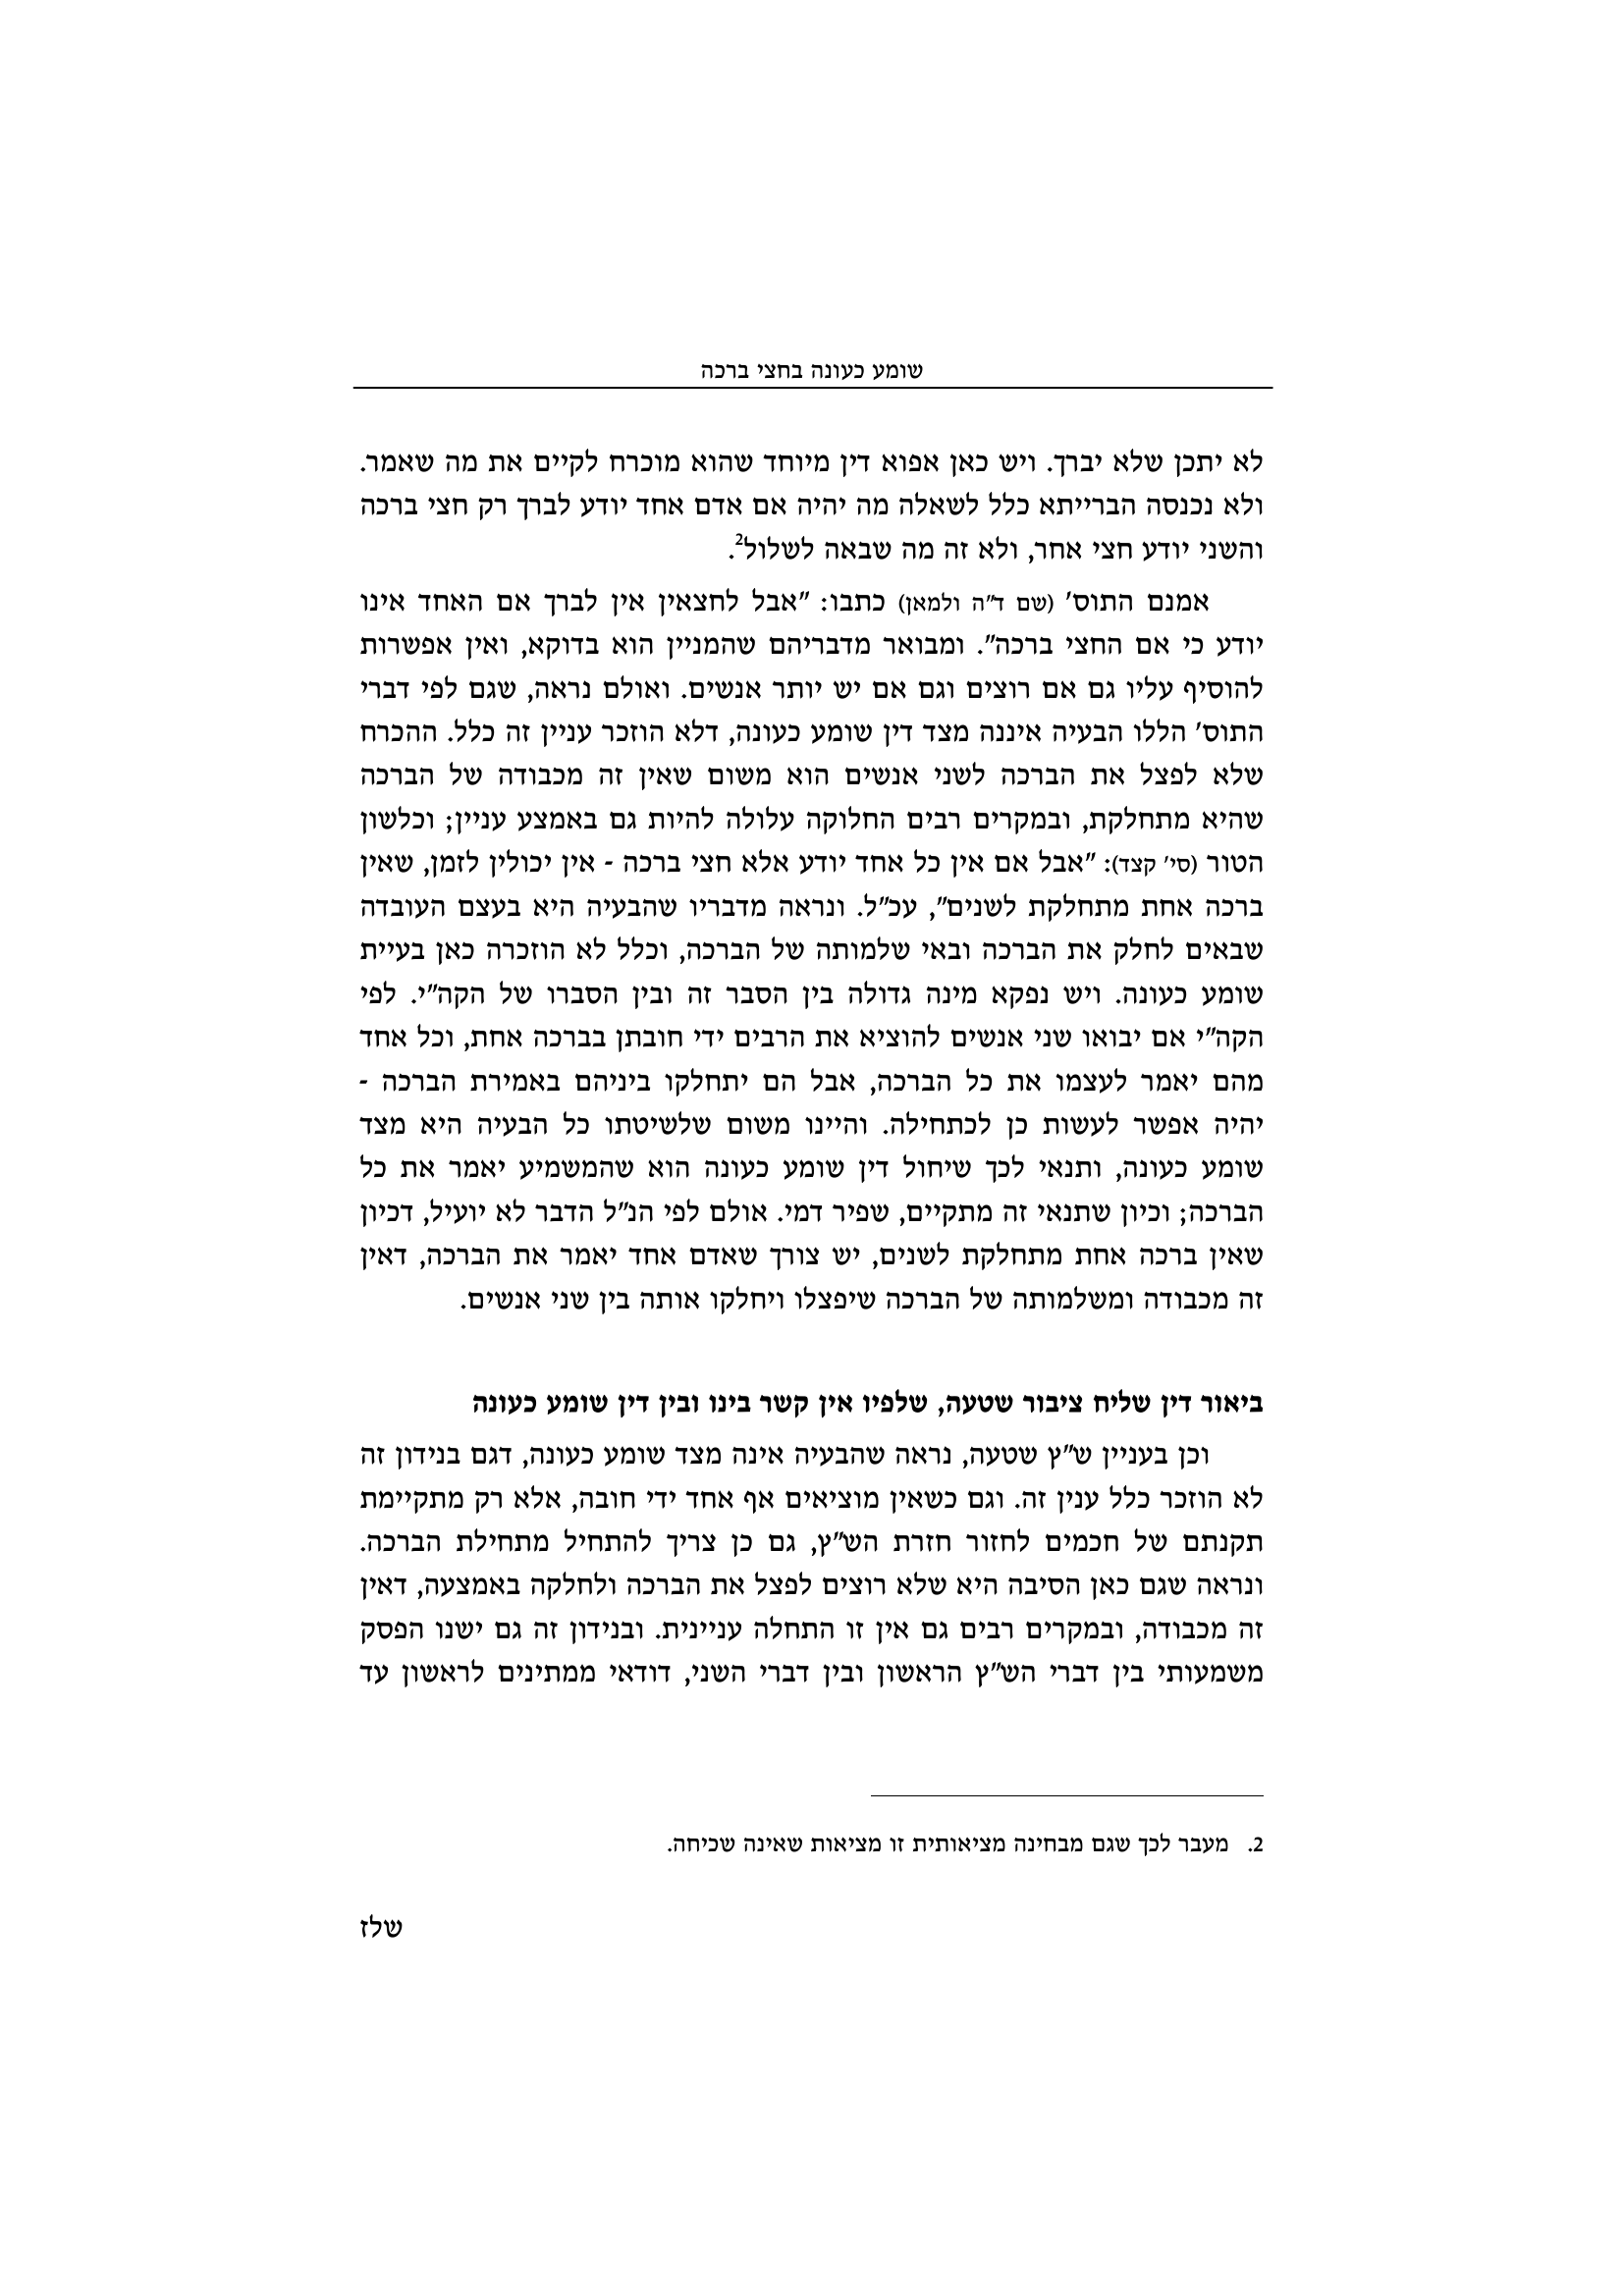 שומע כעונה בחצי ברכה
לא יתכן שלא יברך. ויש כאן אפוא דין מיוחד שהוא מוכרח לקיים את מה שאמר.
ולא נכנסה הברייתא כלל לשאלה מה יהיה אם אדם אחד יודע לברך רק חצי ברכה
והשני יודע חצי אחר, ולא זה מה שבאה לשלול2.
אמנם התוס' (שם ד"ה ולמאן) כתבו: "אבל לחצאין אין לברך אם האחד אינו
יודע כי אם החצי ברכה". ומבואר מדבריהם שהמניין הוא בדוקא, ואין אפשרות
להוסיף עליו גם אם רוצים וגם אם יש יותר אנשים. ואולם נראה, שגם לפי דברי
התוס' הללו הבעיה איננה מצד דין שומע כעונה, דלא הוזכר עניין זה כלל. ההכרח
שלא לפצל את הברכה לשני אנשים הוא משום שאין זה מכבודה של הברכה
שהיא מתחלקת, ובמקרים רבים החלוקה עלולה להיות גם באמצע עניין; וכלשון
הטור (סי' קצד): "אבל אם אין כל אחד יודע אלא חצי ברכה - אין יכולין לזמן, שאין
ברכה אחת מתחלקת לשנים", עכ"ל. ונראה מדבריו שהבעיה היא בעצם העובדה
שבאים לחלק את הברכה ובאי שלמותה של הברכה, וכלל לא הוזכרה כאן בעיית
שומע כעונה. ויש נפקא מינה גדולה בין הסבר זה ובין הסברו של הקה"י. לפי
הקה"י אם יבואו שני אנשים להוציא את הרבים ידי חובתן בברכה אחת, וכל אחד
מהם יאמר לעצמו את כל הברכה, אבל הם יתחלקו ביניהם באמירת הברכה -
יהיה אפשר לעשות כן לכתחילה. והיינו משום שלשיטתו כל הבעיה היא מצד
שומע כעונה, ותנאי לכך שיחול דין שומע כעונה הוא שהמשמיע יאמר את כל
הברכה; וכיון שתנאי זה מתקיים, שפיר דמי. אולם לפי הנ"ל הדבר לא יועיל, דכיון
שאין ברכה אחת מתחלקת לשנים, יש צורך שאדם אחד יאמר את הברכה, דאין
זה מכבודה ומשלמותה של הברכה שיפצלו ויחלקו אותה בין שני אנשים.
ביאור דין שליח ציבור שטעה, שלפיו אין קשר בינו ובין דין שומע כעונה
וכן בעניין ש"ץ שטעה, נראה שהבעיה אינה מצד שומע כעונה, דגם בנידון זה
לא הוזכר כלל ענין זה. וגם כשאין מוציאים אף אחד ידי חובה, אלא רק מתקיימת
תקנתם של חכמים לחזור חזרת הש"ץ, גם כן צריך להתחיל מתחילת הברכה.
ונראה שגם כאן הסיבה היא שלא רוצים לפצל את הברכה ולחלקה באמצעה, דאין
זה מכבודה, ובמקרים רבים גם אין זו התחלה עניינית. ובנידון זה גם ישנו הפסק
משמעותי בין דברי הש"ץ הראשון ובין דברי השני, דודאי ממתינים לראשון עד
2. מעבר לכך שגם מבחינה מציאותית זו מציאות שאינה שכיחה.
שלז